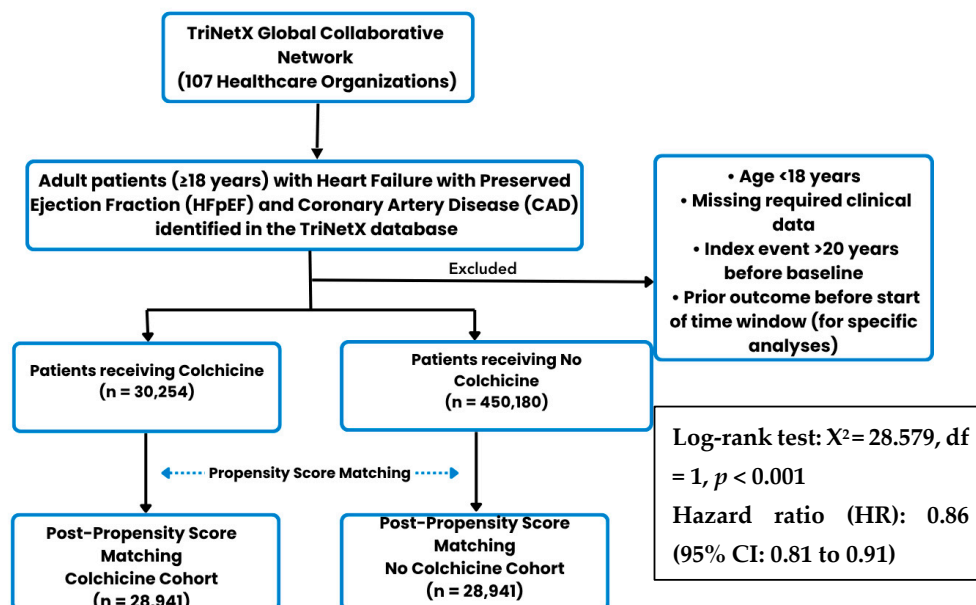 TriNetX Global Collaborative
Network
(107 Healthcare Organizations)
Adult patients (≥18 years) with Heart Failure with Preserved
Ejection Fraction (HFpEF) and Coronary Artery Disease (CAD)
identified in the TriNetX database
Excluded
• Age <18 years
• Missing required clinical
data
• Index event >20 years
before baseline
• Prior outcome before start
of time window (for specific
analyses)
Patients receiving Colchicine
(n = 30,254)
Patients receiving No
Colchicine
(n = 450,180)
Propensity Score Matching
Post-Propensity Score
Matching
Colchicine Cohort
(n = 28,941)
Post-Propensity Score
Matching
No Colchicine Cohort
(n = 28,941)
Log-rank test: X² = 28.579, df
= 1, p < 0.001
Hazard ratio (HR): 0.86
(95% CI: 0.81 to 0.91)